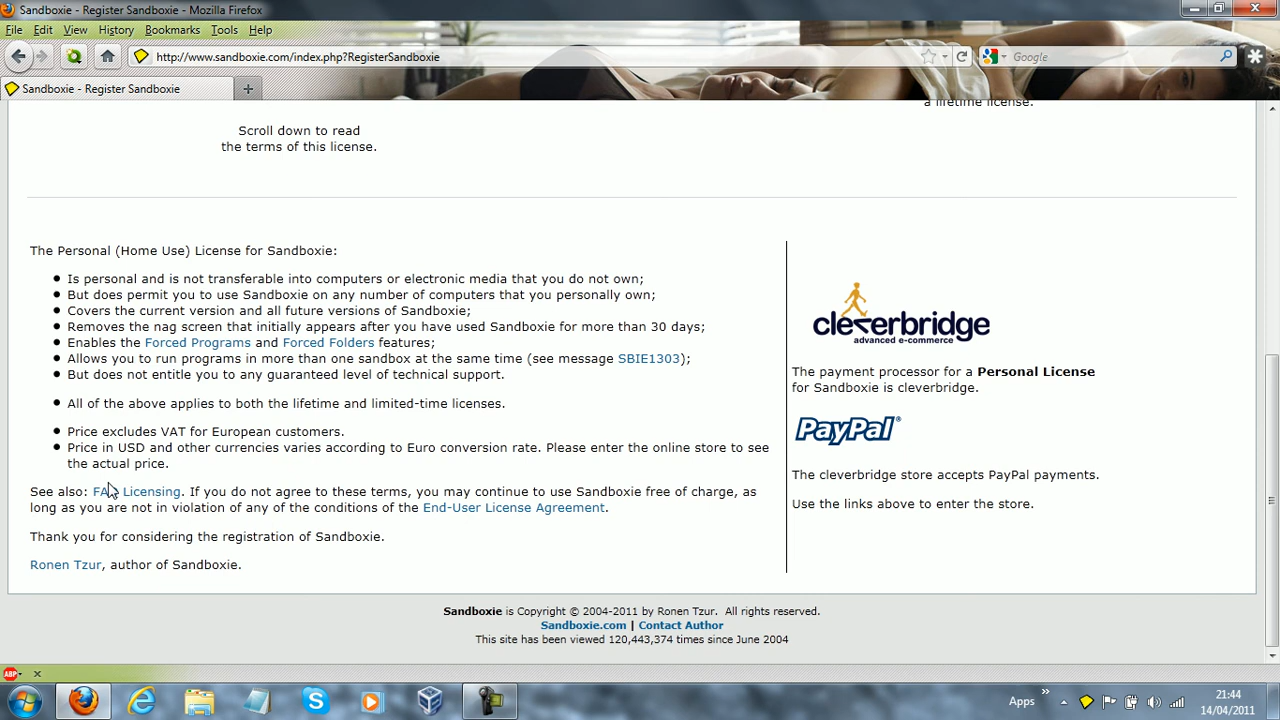 Sandboxie - Register Sandboxie - Mozilla Firefox
File Edit View History Bookmarks Tools Help
http://www.sandboxie.com/index.php?RegisterSandboxie
Google
Sandboxie - Register Sandboxie
a lifetime license.
Scroll down to read
the terms of this license.
The Personal (Home Use) License for Sandboxie:
Is personal and is not transferable into computers or electronic media that you do not own;
But does permit you to use Sandboxie on any number of computers that you personally own;
Covers the current version and all future versions of Sandboxie;
Removes the nag screen that initially appears after you have used Sandboxie for more than 30 days;
Enables the Forced Programs and Forced Folders features;
Allows you to run programs in more than one sandbox at the same time (see message SBIE1303);
But does not entitle you to any guaranteed level of technical support.
All of the above applies to both the lifetime and limited-time licenses.
Price excludes VAT for European customers.
Price in USD and other currencies varies according to Euro conversion rate. Please enter the online store to see
the actual price.
See also: Licensing. If you do not agree to these terms, you may continue to use Sandboxie free of charge, as
long as you are not in violation of any of the conditions of the End-User License Agreement.
Thank you for considering the registration of Sandboxie.
Ronen Tzur, author of Sandboxie.
cleverbridge
advanced e-commerce
The payment processor for a Personal License
for Sandboxie is cleverbridge.
PayPal®
The cleverbridge store accepts PayPal payments.
Use the links above to enter the store.
Sandboxie is Copyright © 2004-2011 by Ronen Tzur. All rights reserved.
Sandboxie.com | Contact Author
This site has been viewed 120,443,374 times since June 2004
ABP
Apps
21:44
14/04/2011